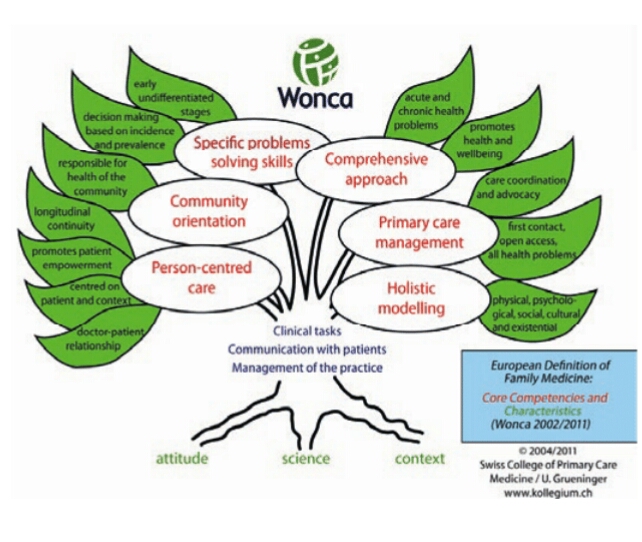 Wonca
early
undifferentiated
stages
decision making
based on incidence
and prevalence
responsible for
health of the
community
longitudinal
continuity
promotes patient
empowerment
centred on
patient and context
doctor-patient
relationship
Specific problems
solving skills
Community
orientation
Person-centred
care
Comprehensive
approach
Primary care
management
Holistic
modelling
acute and
chronic health
problems
promotes
health and
wellbeing
care coordination
and advocacy
first contact,
open access,
all health problems
physical, psycholo-
gical, social, cultural
and existential
Clinical tasks
Communication with patients
Management of the practice
attitude
science
context
European Definition of
Family Medicine:
Core Competencies and
Characteristics
(Wonca 2002/2011)
© 2004/2011
Swiss College of Primary Care
Medicine / U. Grueninger
www.kollegium.ch